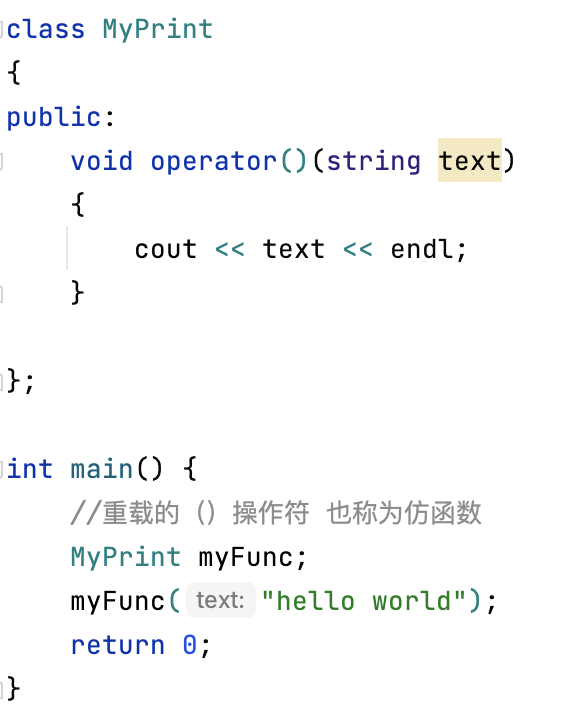 class MyPrint
{
public:
    void operator()(string text)
    {
        cout << text << endl;
    }

};

int main() {
    //重载的（）操作符 也称为仿函数
    MyPrint myFunc;
    myFunc( text: "hello world");
    return 0;
}